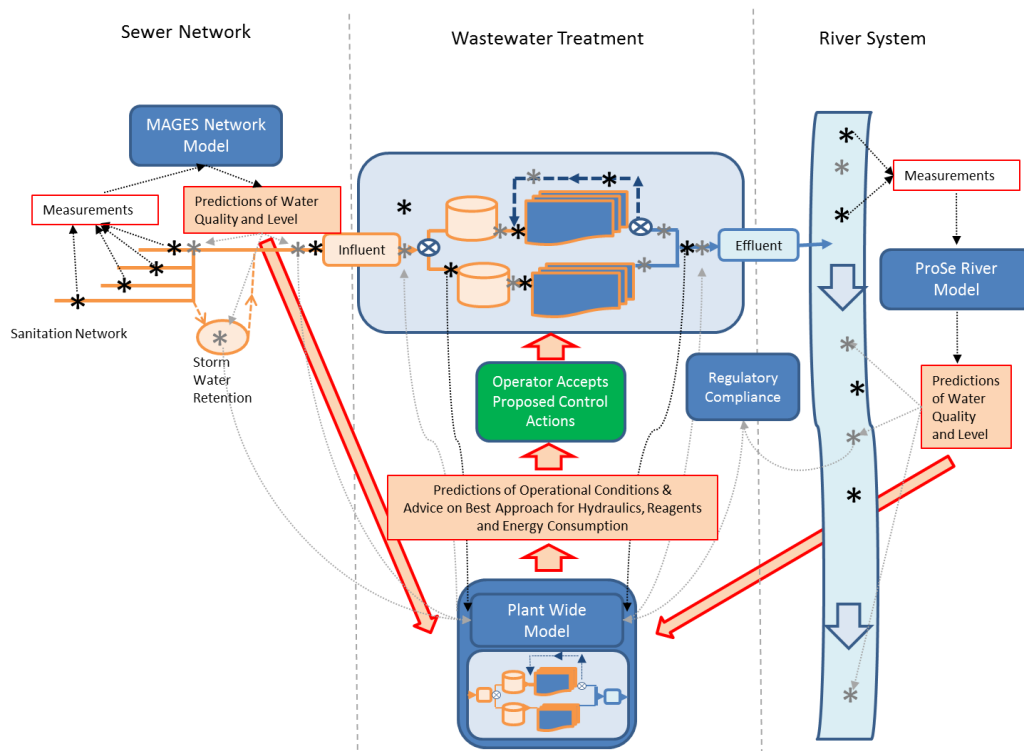 Sewer Network
Wastewater Treatment
River System
MAGES Network
Model
Measurements
Predictions of Water
Quality and Level
Influent
Effluent
Measurements
ProSe River
Model
Sanitation Network
Storm
Water
Retention
Operator Accepts
Proposed Control
Actions
Regulatory
Compliance
Predictions
of Water
Quality
and Level
Predictions of Operational Conditions &
Advice on Best Approach for Hydraulics, Reagents
and Energy Consumption
Plant Wide
Model